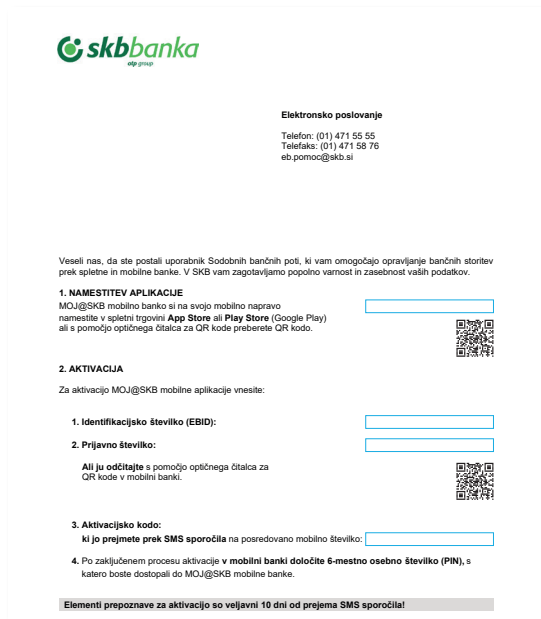 skbbanka
otp group
Elektronsko poslovanje
Telefon: (01) 471 55 55
Telefaks: (01) 471 58 76
eb.pomoc@skb.si
Veseli nas, da ste postali uporabnik Sodobnih bančnih poti, ki vam omogočajo opravljanje bančnih storitev
prek spletne in mobilne banke. V SKB vam zagotavljamo popolno varnost in zasebnost vaših podatkov.
1. NAMESTITEV APLIKACIJE
MOJ@SKB mobilno banko si na svojo mobilno napravo
namestite v spletni trgovini App Store ali Play Store (Google Play)
ali s pomočjo optičnega čitalca za QR kode preberete QR kodo.
2. AKTIVACIJA
Za aktivacijo MOJ@SKB mobilne aplikacije vnesite:
1. Identifikacijsko številko (EBID):
2. Prijavno številko:
Ali ju odčitajte s pomočjo optičnega čitalca za
QR kode v mobilni banki.
3. Aktivacijsko kodo:
ki jo prejmete prek SMS sporočila na posredovano mobilno številko:
4. Po zaključenem procesu aktivacije v mobilni banki določite 6-mestno osebno številko (PIN), s
katero boste dostopali do MOJ@SKB mobilne banke.
Elementi prepoznave za aktivacijo so veljavni 10 dni od prejema SMS sporočila!